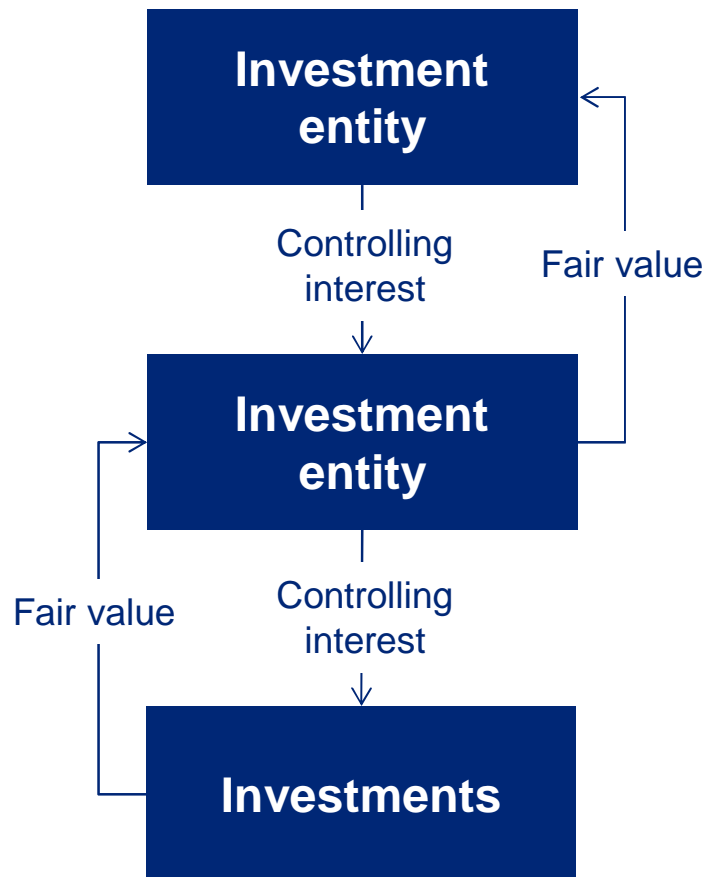 Investment
entity
Controlling
interest
Fair value
Investment
entity
Controlling
interest
Fair value
Investments